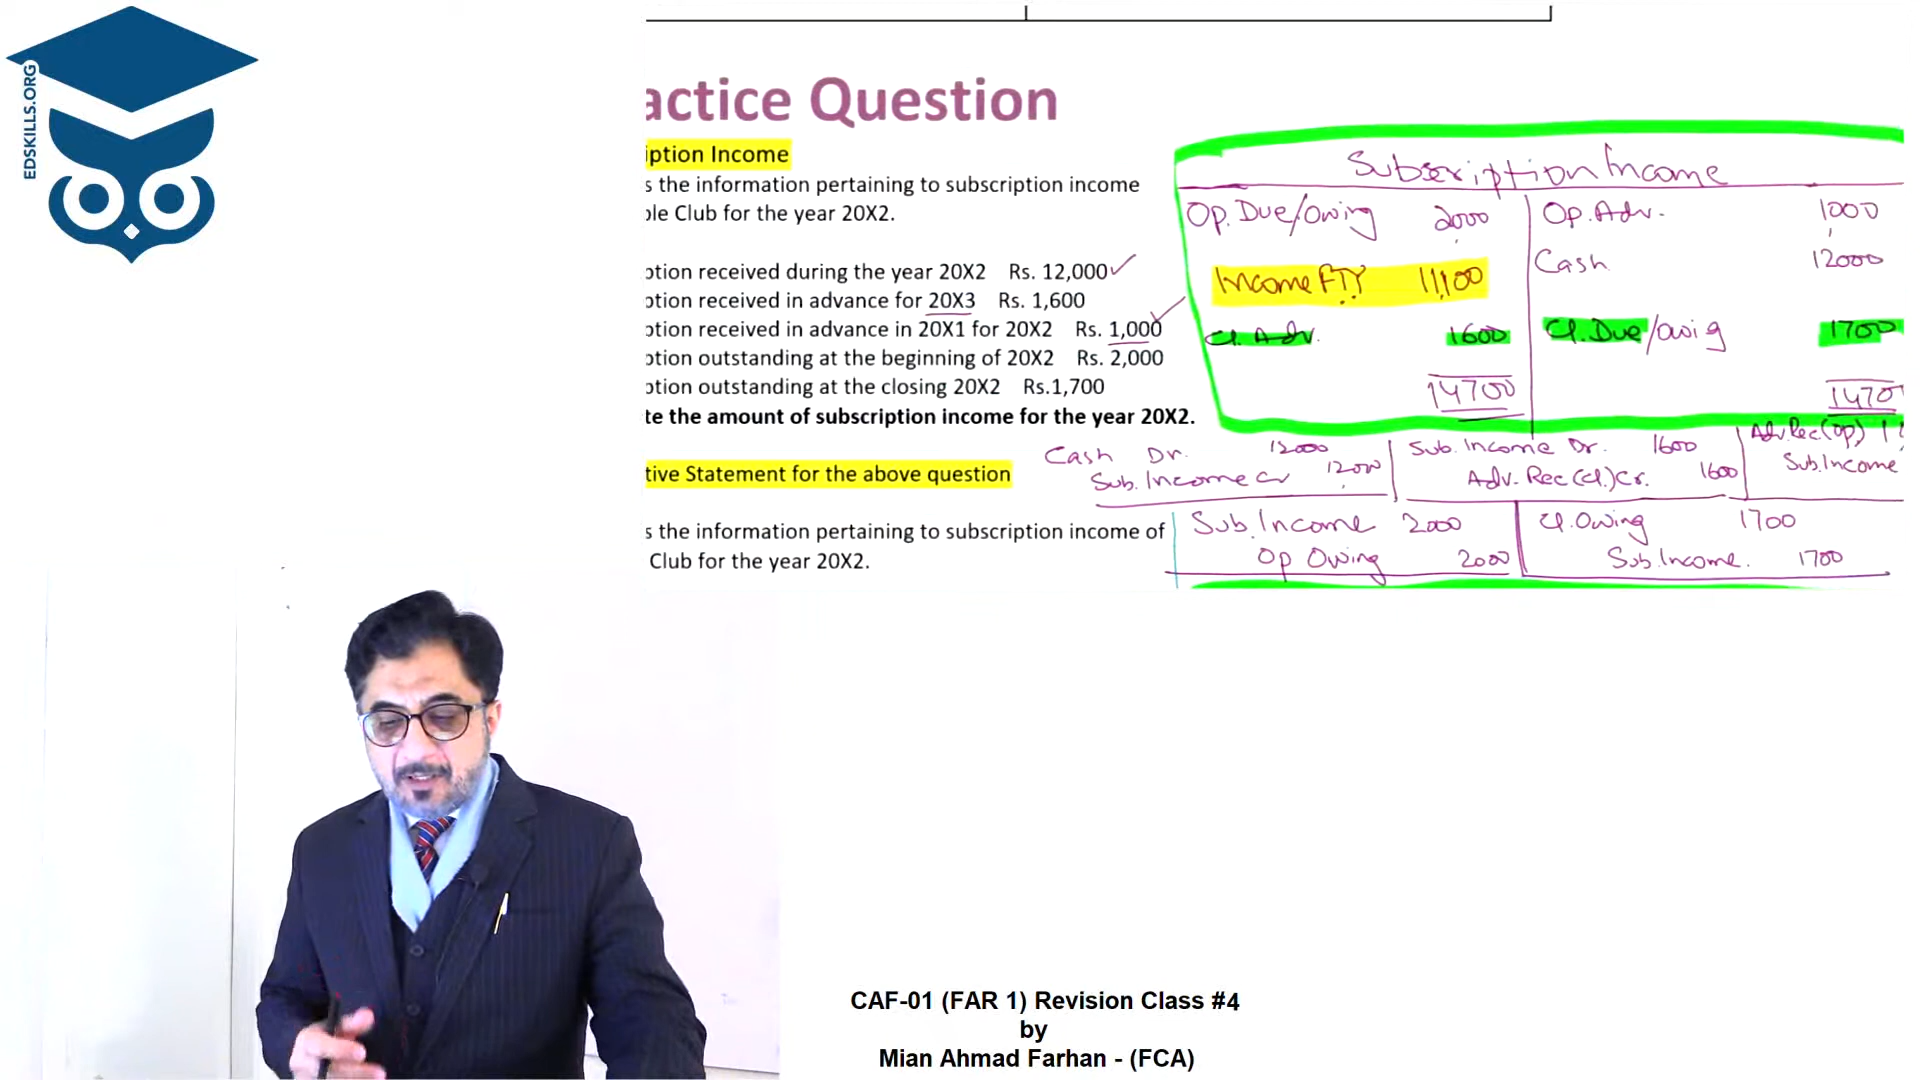 EDSKILLS.ORG
actice Question
iption Income
s the information pertaining to subscription income
ole Club for the year 20X2.
otion received during the year 20X2 Rs. 12,000
otion received in advance for 20X3 Rs. 1,600
otion received in advance in 20X1 for 20X2 Rs. 1,000
otion outstanding at the beginning of 20X2 Rs. 2,000
otion outstanding at the closing 20X2 Rs.1,700
te the amount of subscription income for the year 20X2.
tive Statement for the above question
s the information pertaining to subscription income of
Club for the year 20X2.
Subscription Income
Op. Due/Owing 2000 Op. Adv. 1000
Income FTY 11,100 Cash 12000
Cl. Adv. 1600 Cl. Due/owing 1700
14700 1470
Cash Dr. 12000
Sub. Income Cr 12000
Sub. Income Dr. 1600
Adv. Rec (Cl.) Cr. 1600
Adv. Rec (Op)
Sub. Income
Sub. Income 2000
Op Owing 2000
Cl. Owing 1700
Sub. Income. 1700
CAF-01 (FAR 1) Revision Class #4
by
Mian Ahmad Farhan - (FCA)